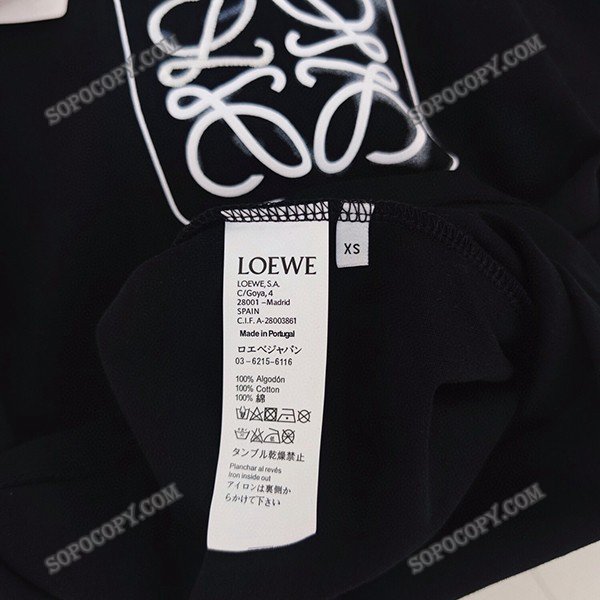 SOPOCOPY.COM
SOPOCOPY.COM
LOEWE
LOEWE, S.A.
C/Goya, 4
28001 –Madrid
SPAIN
C.I.F. A-28003861
Made in Portugal
ロエベジャパン
03-6215-6116
100% Algodón
100% Cotton
100% 綿
タンブル乾燥禁止
Planchar al revés
Iron inside out
アイロンは裏側か
らかけて下さい
XS
SOPOCOPY.COM
SOPOCOPY.COM